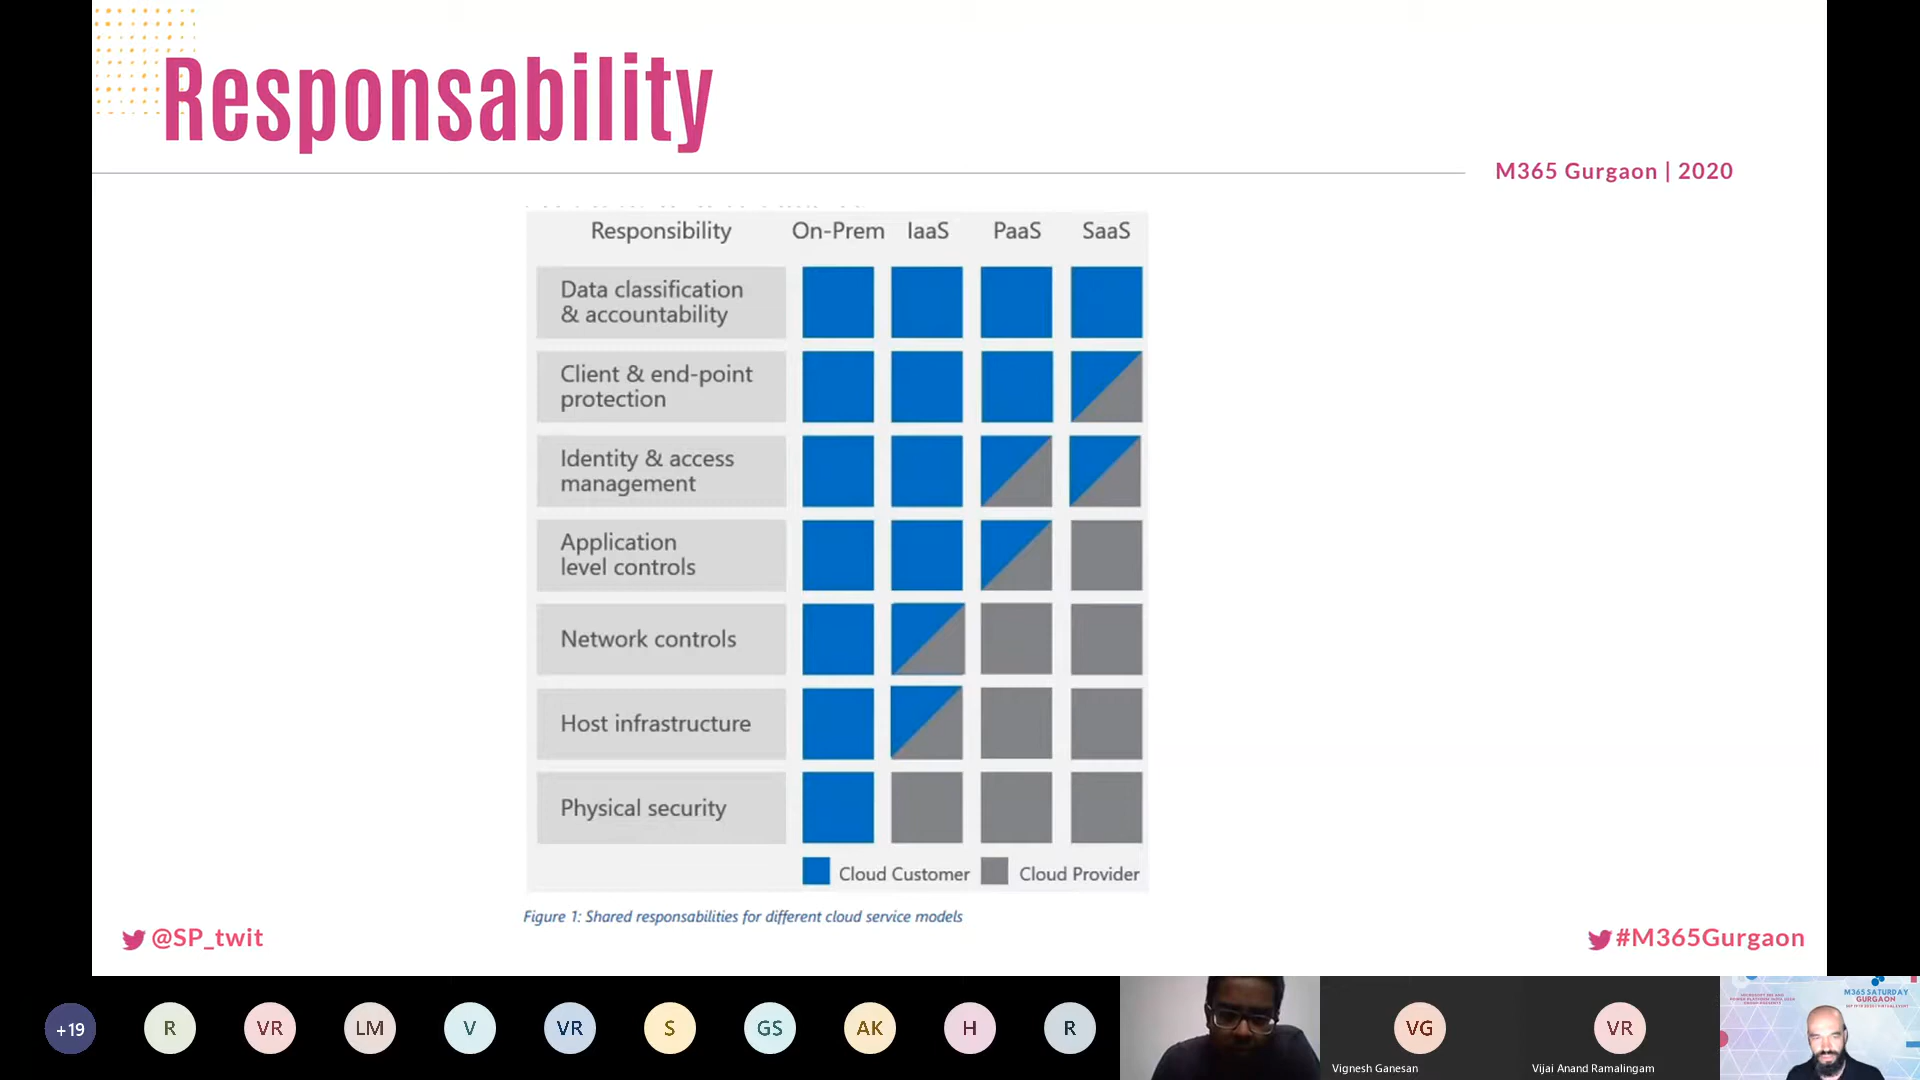 Responsability
M365 Gurgaon | 2020
Responsibility On-Prem IaaS PaaS SaaS
Data classification
& accountability
Client & end-point
protection
Identity & access
management
Application
level controls
Network controls
Host infrastructure
Physical security
Cloud Customer Cloud Provider
Figure 1: Shared responsabilities for different cloud service models
@SP_twit
#M365Gurgaon
+19 R VR LM V VR S GS AK H R VG VR
Vignesh Ganesan
Vijai Anand Ramalingam
M365 SATURDAY
GURGAON